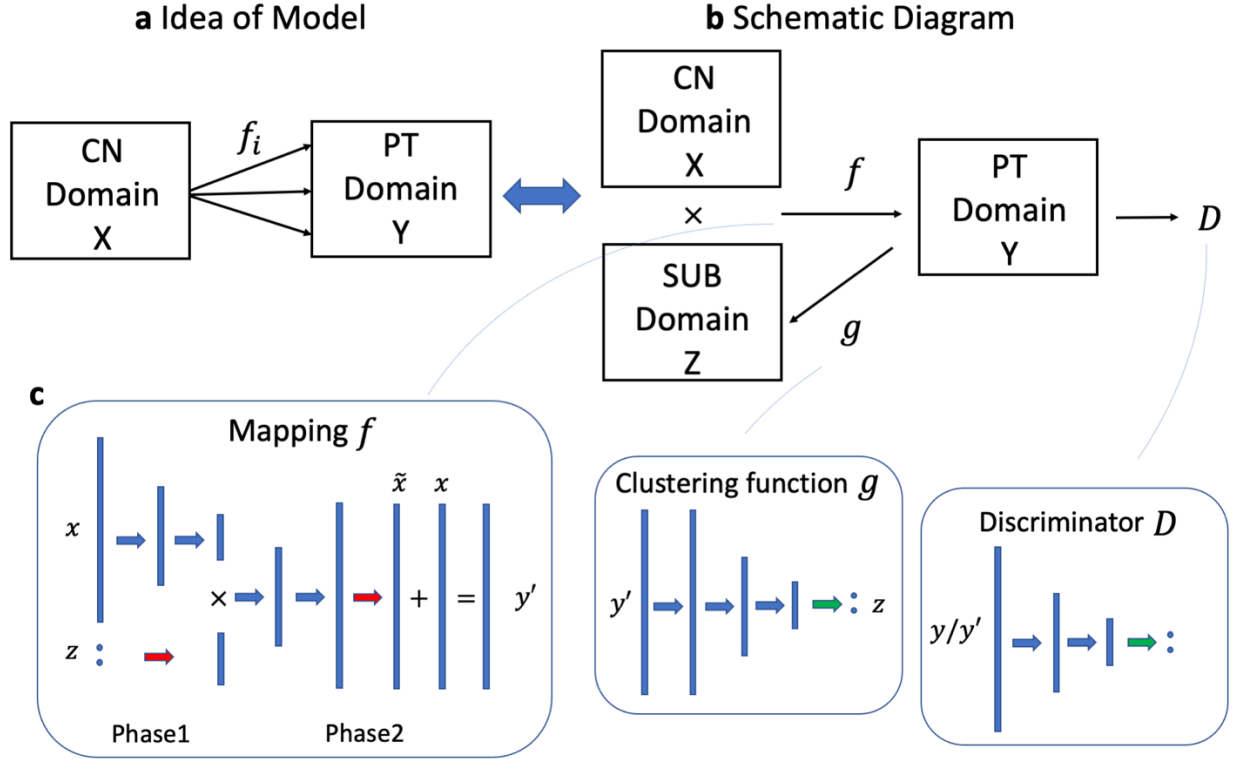 a Idea of Model
CN
Domain
X
fᵢ
PT
Domain
Y
b Schematic Diagram
CN
Domain
X
×
SUB
Domain
Z
f
g
PT
Domain
Y
D
c
Mapping f
x
z
×
x̃
x
+
=
y′
Phase1
Phase2
Clustering function g
y′
z
Discriminator D
y/y′